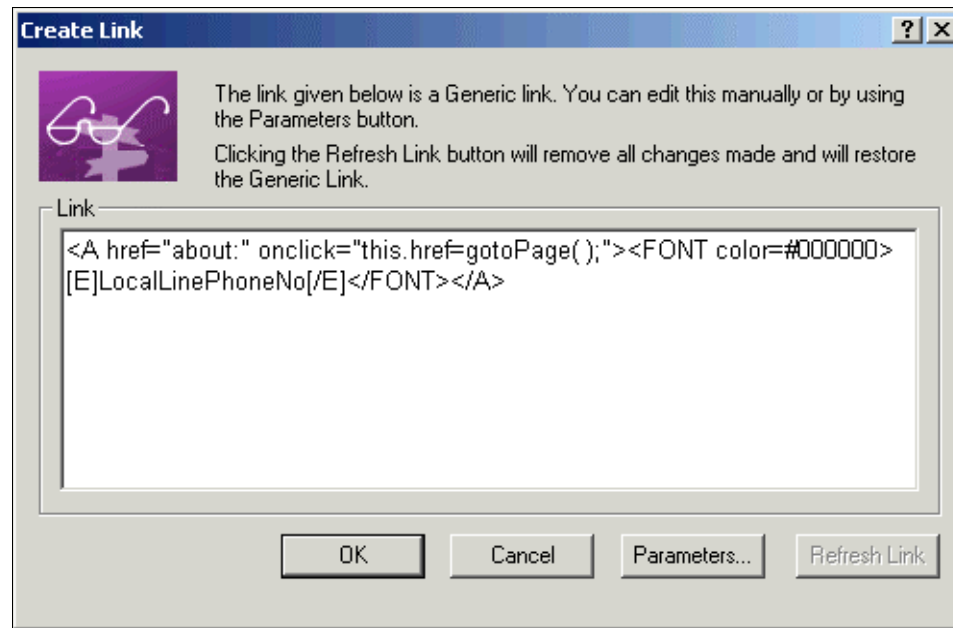 Create Link
The link given below is a Generic link. You can edit this manually or by using
the Parameters button.
Clicking the Refresh Link button will remove all changes made and will restore
the Generic Link.
Link
<A href="about:" onclick="this.href=gotoPage( );"><FONT color=#000000>
[E]LocalLinePhoneNo[/E]</FONT></A>
OK Cancel Parameters... Refresh Link